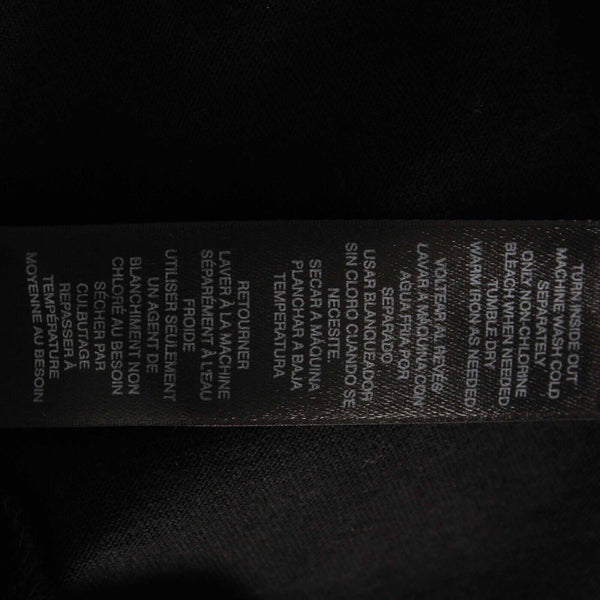 TURN INSIDE OUT
MACHINE WASH COLD
SEPARATELY
ONLY NON-CHLORINE
BLEACH WHEN NEEDED
TUMBLE DRY
WARM IRON AS NEEDED
VOLTEAR AL REVÉS/
LAVAR A MÁQUINA CON
AGUA FRIA POR
SEPARADO
USAR BLANQUEADOR
SIN CLORO CUANDO SE
NECESITE.
SECAR A MÁQUINA
PLANCHAR A BAJA
TEMPERATURA
RETOURNER
LAVER À LA MACHINE
SÉPARÉMENT À L'EAU
FROIDE
UTILISER SEULEMENT
UN AGENT DE
BLANCHIMENT NON
CHLORÉ AU BESOIN
SÉCHER PAR
CULBUTAGE
REPASSER À
TEMPÉRATURE
MOYENNE AU BESOIN